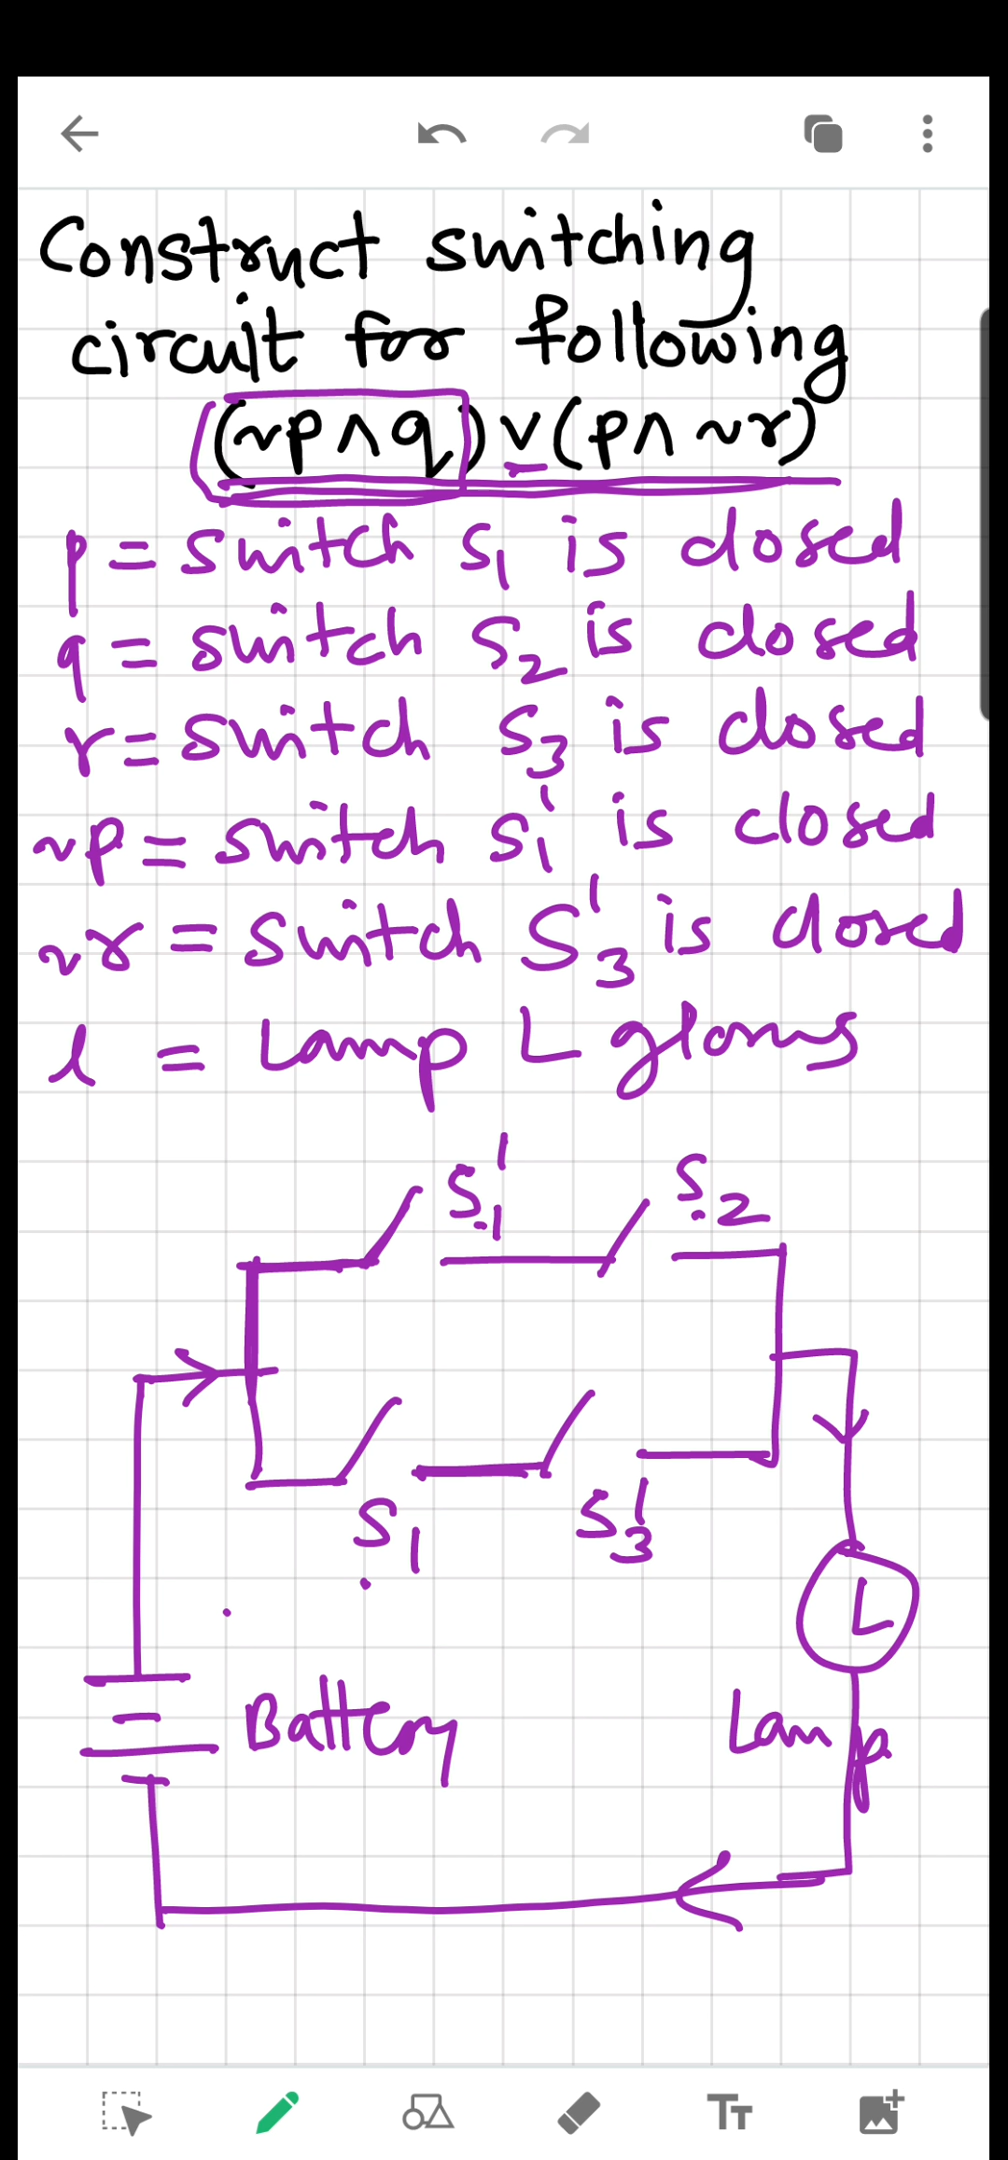 Construct switching
circuit for following
(~p∧q)∨(p∧~r)
p = switch S₁ is closed
q = switch S₂ is closed
r = switch S₃ is closed
~p = switch S₁' is closed
~r = switch S₃' is closed
l = Lamp L glows
S₁' S₂
S₁ S₃'
L
Battery Lamp
TT